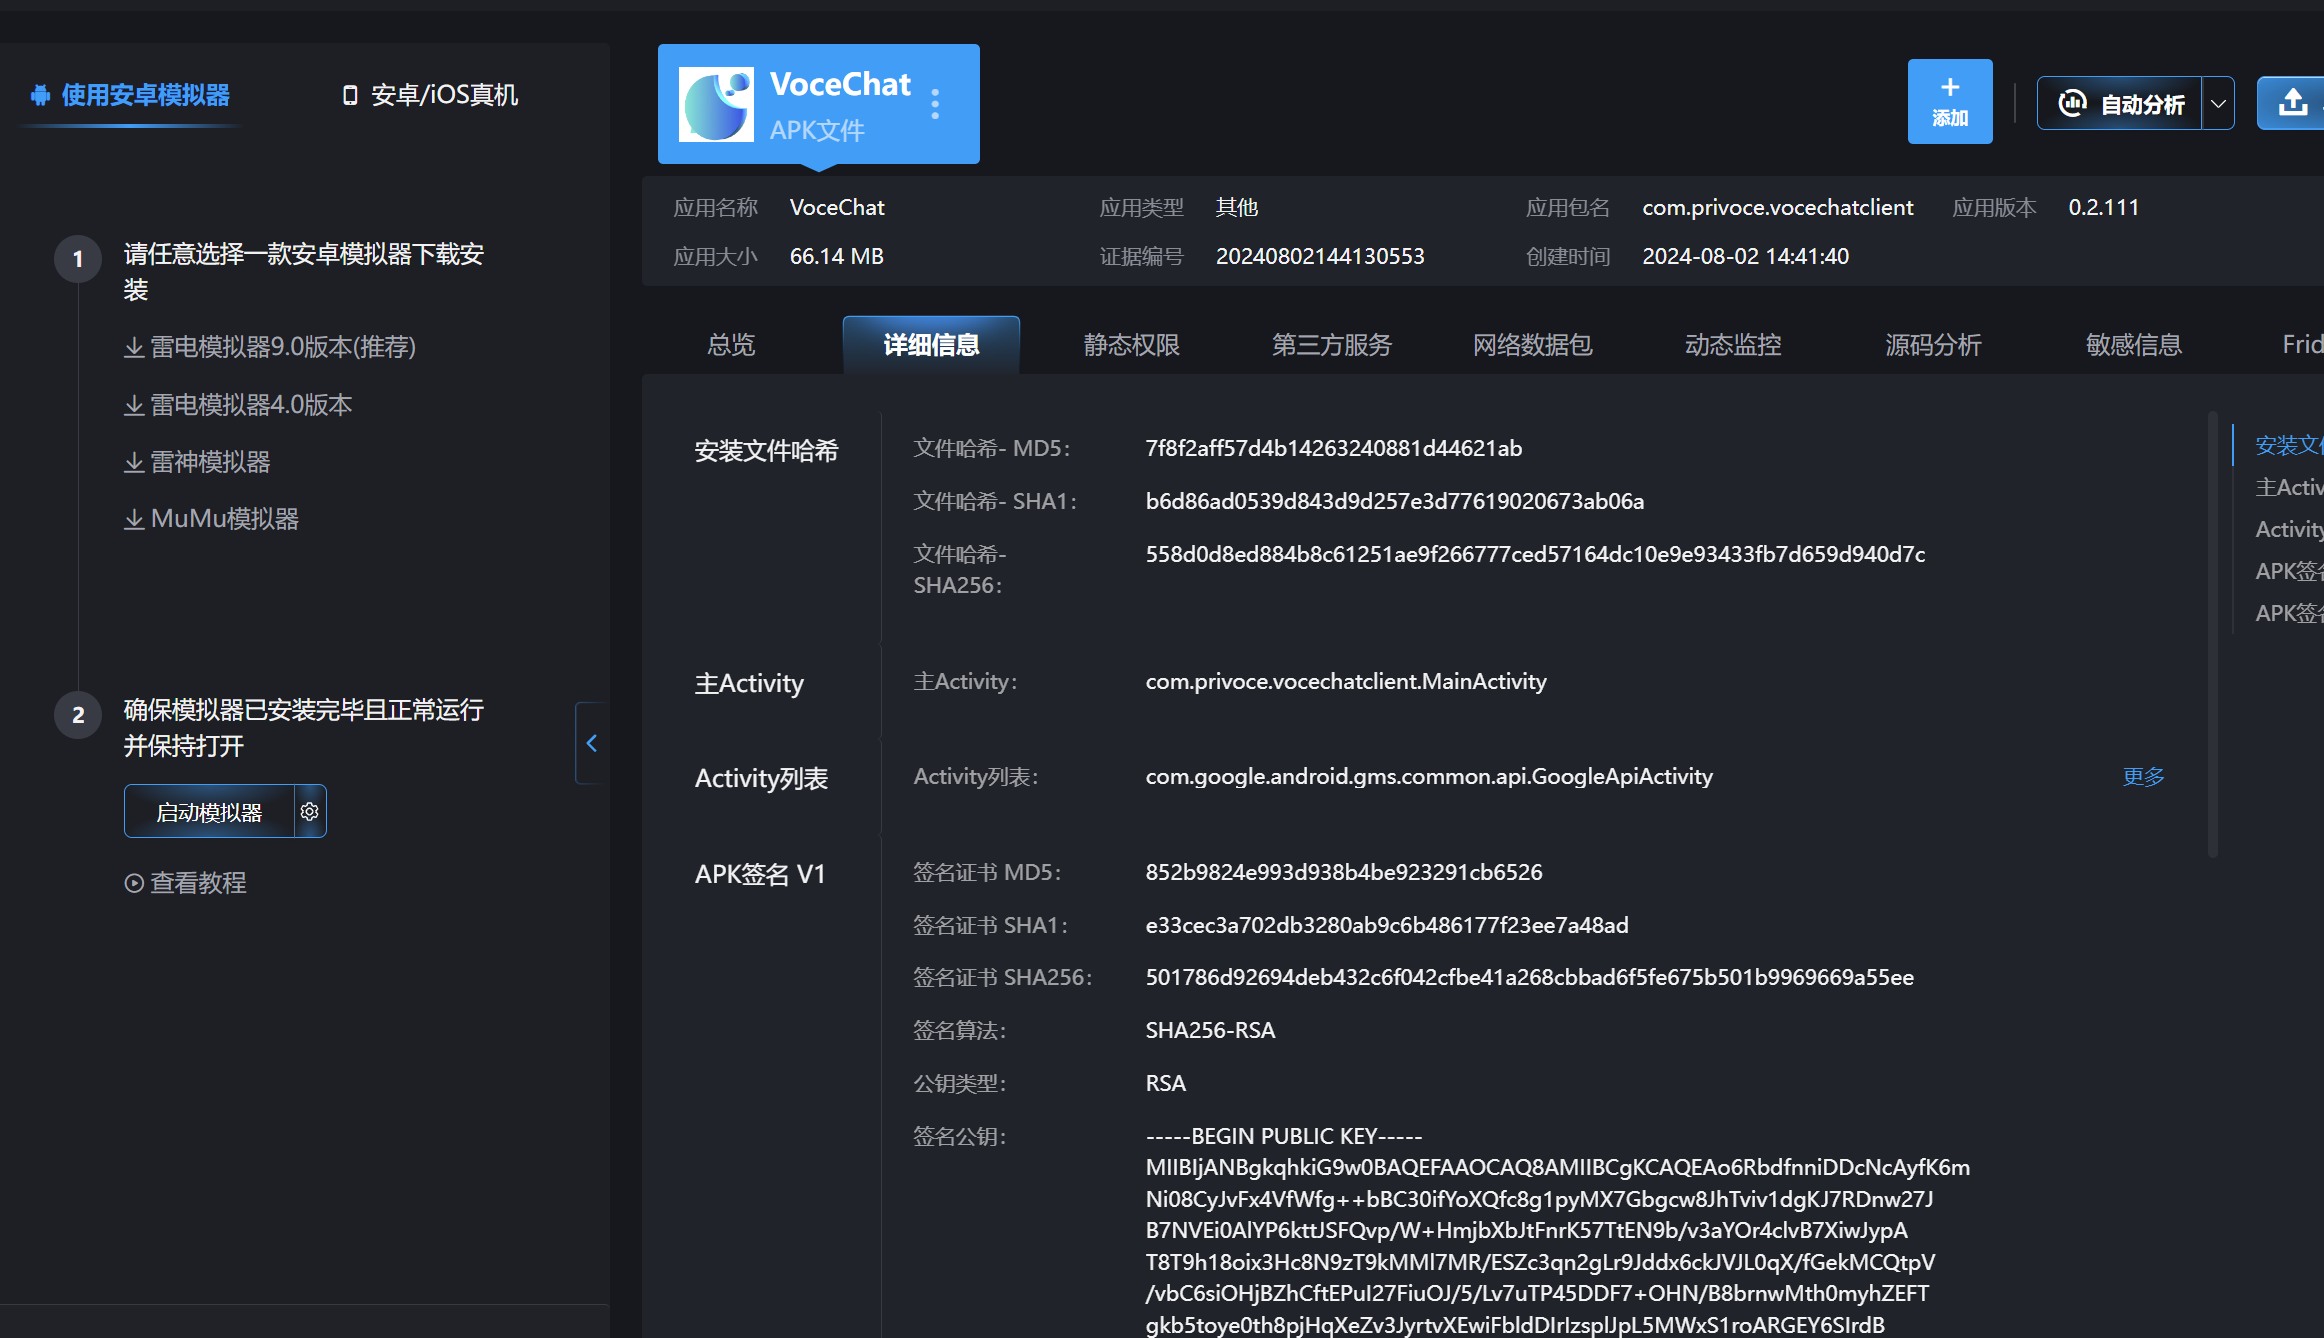 使用安卓模拟器
安卓/iOS真机
1
请任意选择一款安卓模拟器下载安
装
雷电模拟器9.0版本(推荐)
雷电模拟器4.0版本
雷神模拟器
MuMu模拟器
2
确保模拟器已安装完毕且正常运行
并保持打开
启动模拟器
查看教程
VoceChat
APK文件
添加
自动分析
应用名称 VoceChat 应用类型 其他 应用包名 com.privoce.vocechatclient 应用版本 0.2.111
应用大小 66.14 MB 证据编号 20240802144130553 创建时间 2024-08-02 14:41:40
总览 详细信息 静态权限 第三方服务 网络数据包 动态监控 源码分析 敏感信息 Frid
安装文件哈希
文件哈希- MD5: 7f8f2aff57d4b14263240881d44621ab
文件哈希- SHA1: b6d86ad0539d843d9d257e3d77619020673ab06a
文件哈希- 558d0d8ed884b8c61251ae9f266777ced57164dc10e9e93433fb7d659d940d7c
SHA256:
主Activity
主Activity: com.privoce.vocechatclient.MainActivity
Activity列表
Activity列表: com.google.android.gms.common.api.GoogleApiActivity 更多
APK签名 V1
签名证书 MD5: 852b9824e993d938b4be923291cb6526
签名证书 SHA1: e33cec3a702db3280ab9c6b486177f23ee7a48ad
签名证书 SHA256: 501786d92694deb432c6f042cfbe41a268cbbad6f5fe675b501b9969669a55ee
签名算法: SHA256-RSA
公钥类型: RSA
签名公钥: -----BEGIN PUBLIC KEY-----
MIIBIjANBgkqhkiG9w0BAQEFAAOCAQ8AMIIBCgKCAQEAo6RbdfnniDDcNcAyfK6m
Ni08CyJvFx4VfWfg++bBC30ifYoXQfc8g1pyMX7Gbgcw8JhTviv1dgKJ7RDnw27J
B7NVEi0AlYP6kttJSFQvp/W+HmjbXbJtFnrK57TtEN9b/v3aYOr4clvB7XiwJypA
T8T9h18oix3Hc8N9zT9kMMl7MR/ESZc3qn2gLr9Jddx6ckJVJL0qX/fGekMCQtpV
/vbC6siOHjBZhCftEPuI27FiuOJ/5/Lv7uTP45DDF7+OHN/B8brnwMth0myhZEFT
gkb5toye0th8pjHqXeZv3JyrtvXEwiFbldDIrIzsplJpL5MWxS1roARGEY6SIrdB
安装文
主Activ
Activity
APK签
APK签